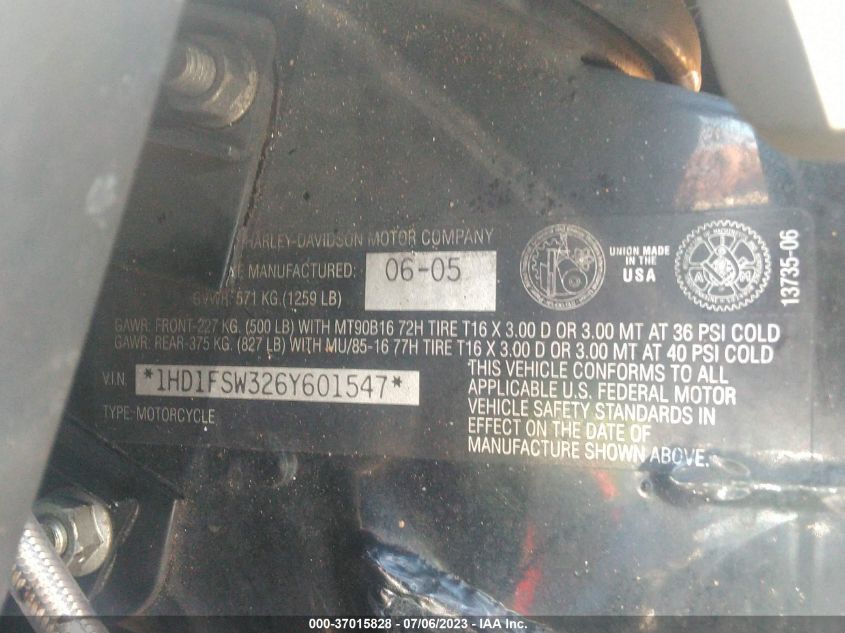 HARLEY-DAVIDSON MOTOR COMPANY
MANUFACTURED: 06-05
GVWR: 571 KG. (1259 LB)
UNION MADE
IN THE
USA
13735-06
GAWR: FRONT-227 KG. (500 LB) WITH MT90B16 72H TIRE T16 X 3.00 D OR 3.00 MT AT 36 PSI COLD
GAWR: REAR-375 KG. (827 LB) WITH MU/85-16 77H TIRE T16 X 3.00 D OR 3.00 MT AT 40 PSI COLD
V.I.N. *1HD1FSW326Y601547*
TYPE: MOTORCYCLE
THIS VEHICLE CONFORMS TO ALL
APPLICABLE U.S. FEDERAL MOTOR
VEHICLE SAFETY STANDARDS IN
EFFECT ON THE DATE OF
MANUFACTURE SHOWN ABOVE.
000-37015828 - 07/06/2023 - IAA Inc.